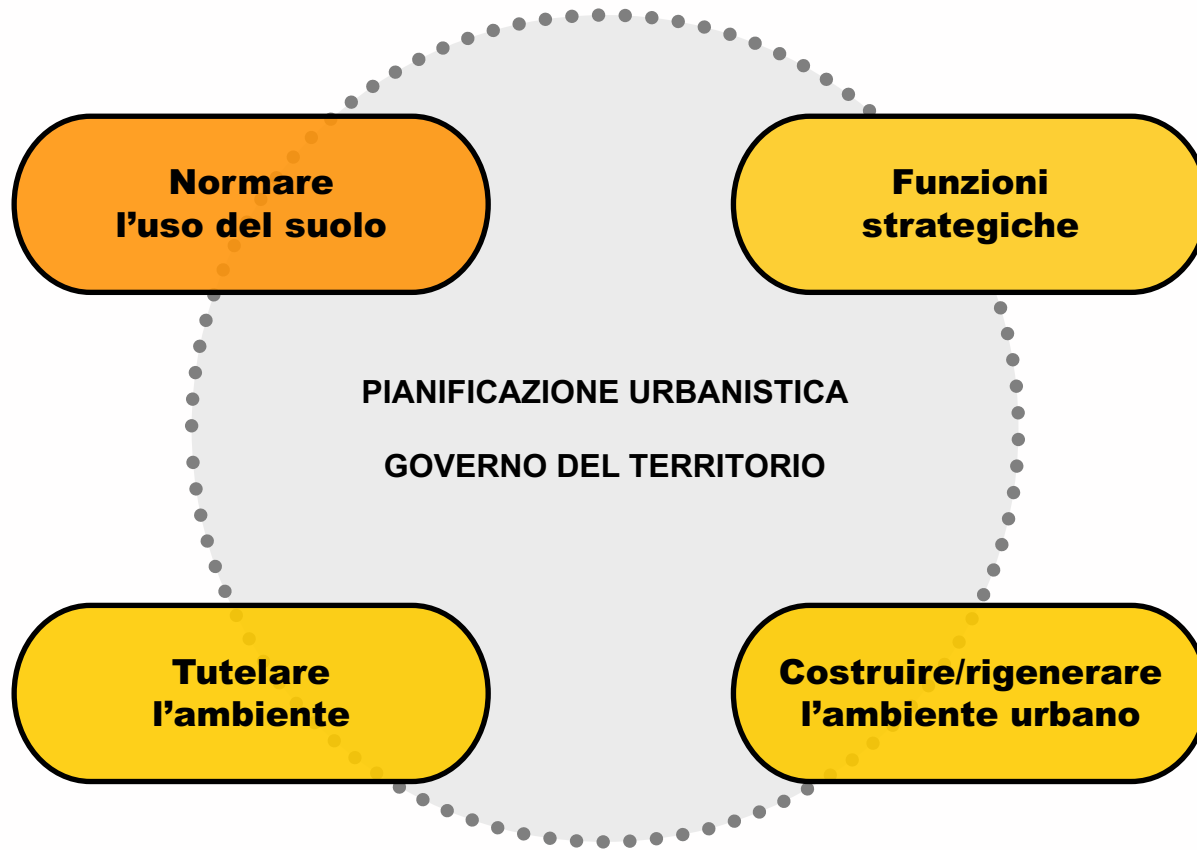 Normare
l’uso del suolo
Funzioni
strategiche
PIANIFICAZIONE URBANISTICA
GOVERNO DEL TERRITORIO
Tutelare
l’ambiente
Costruire/rigenerare
l’ambiente urbano